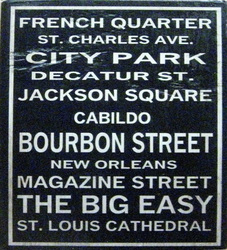 FRENCH QUARTER
ST. CHARLES AVE.
CITY PARK
DECATUR ST.
JACKSON SQUARE
CABILDO
BOURBON STREET
NEW ORLEANS
MAGAZINE STREET
THE BIG EASY
ST. LOUIS CATHEDRAL